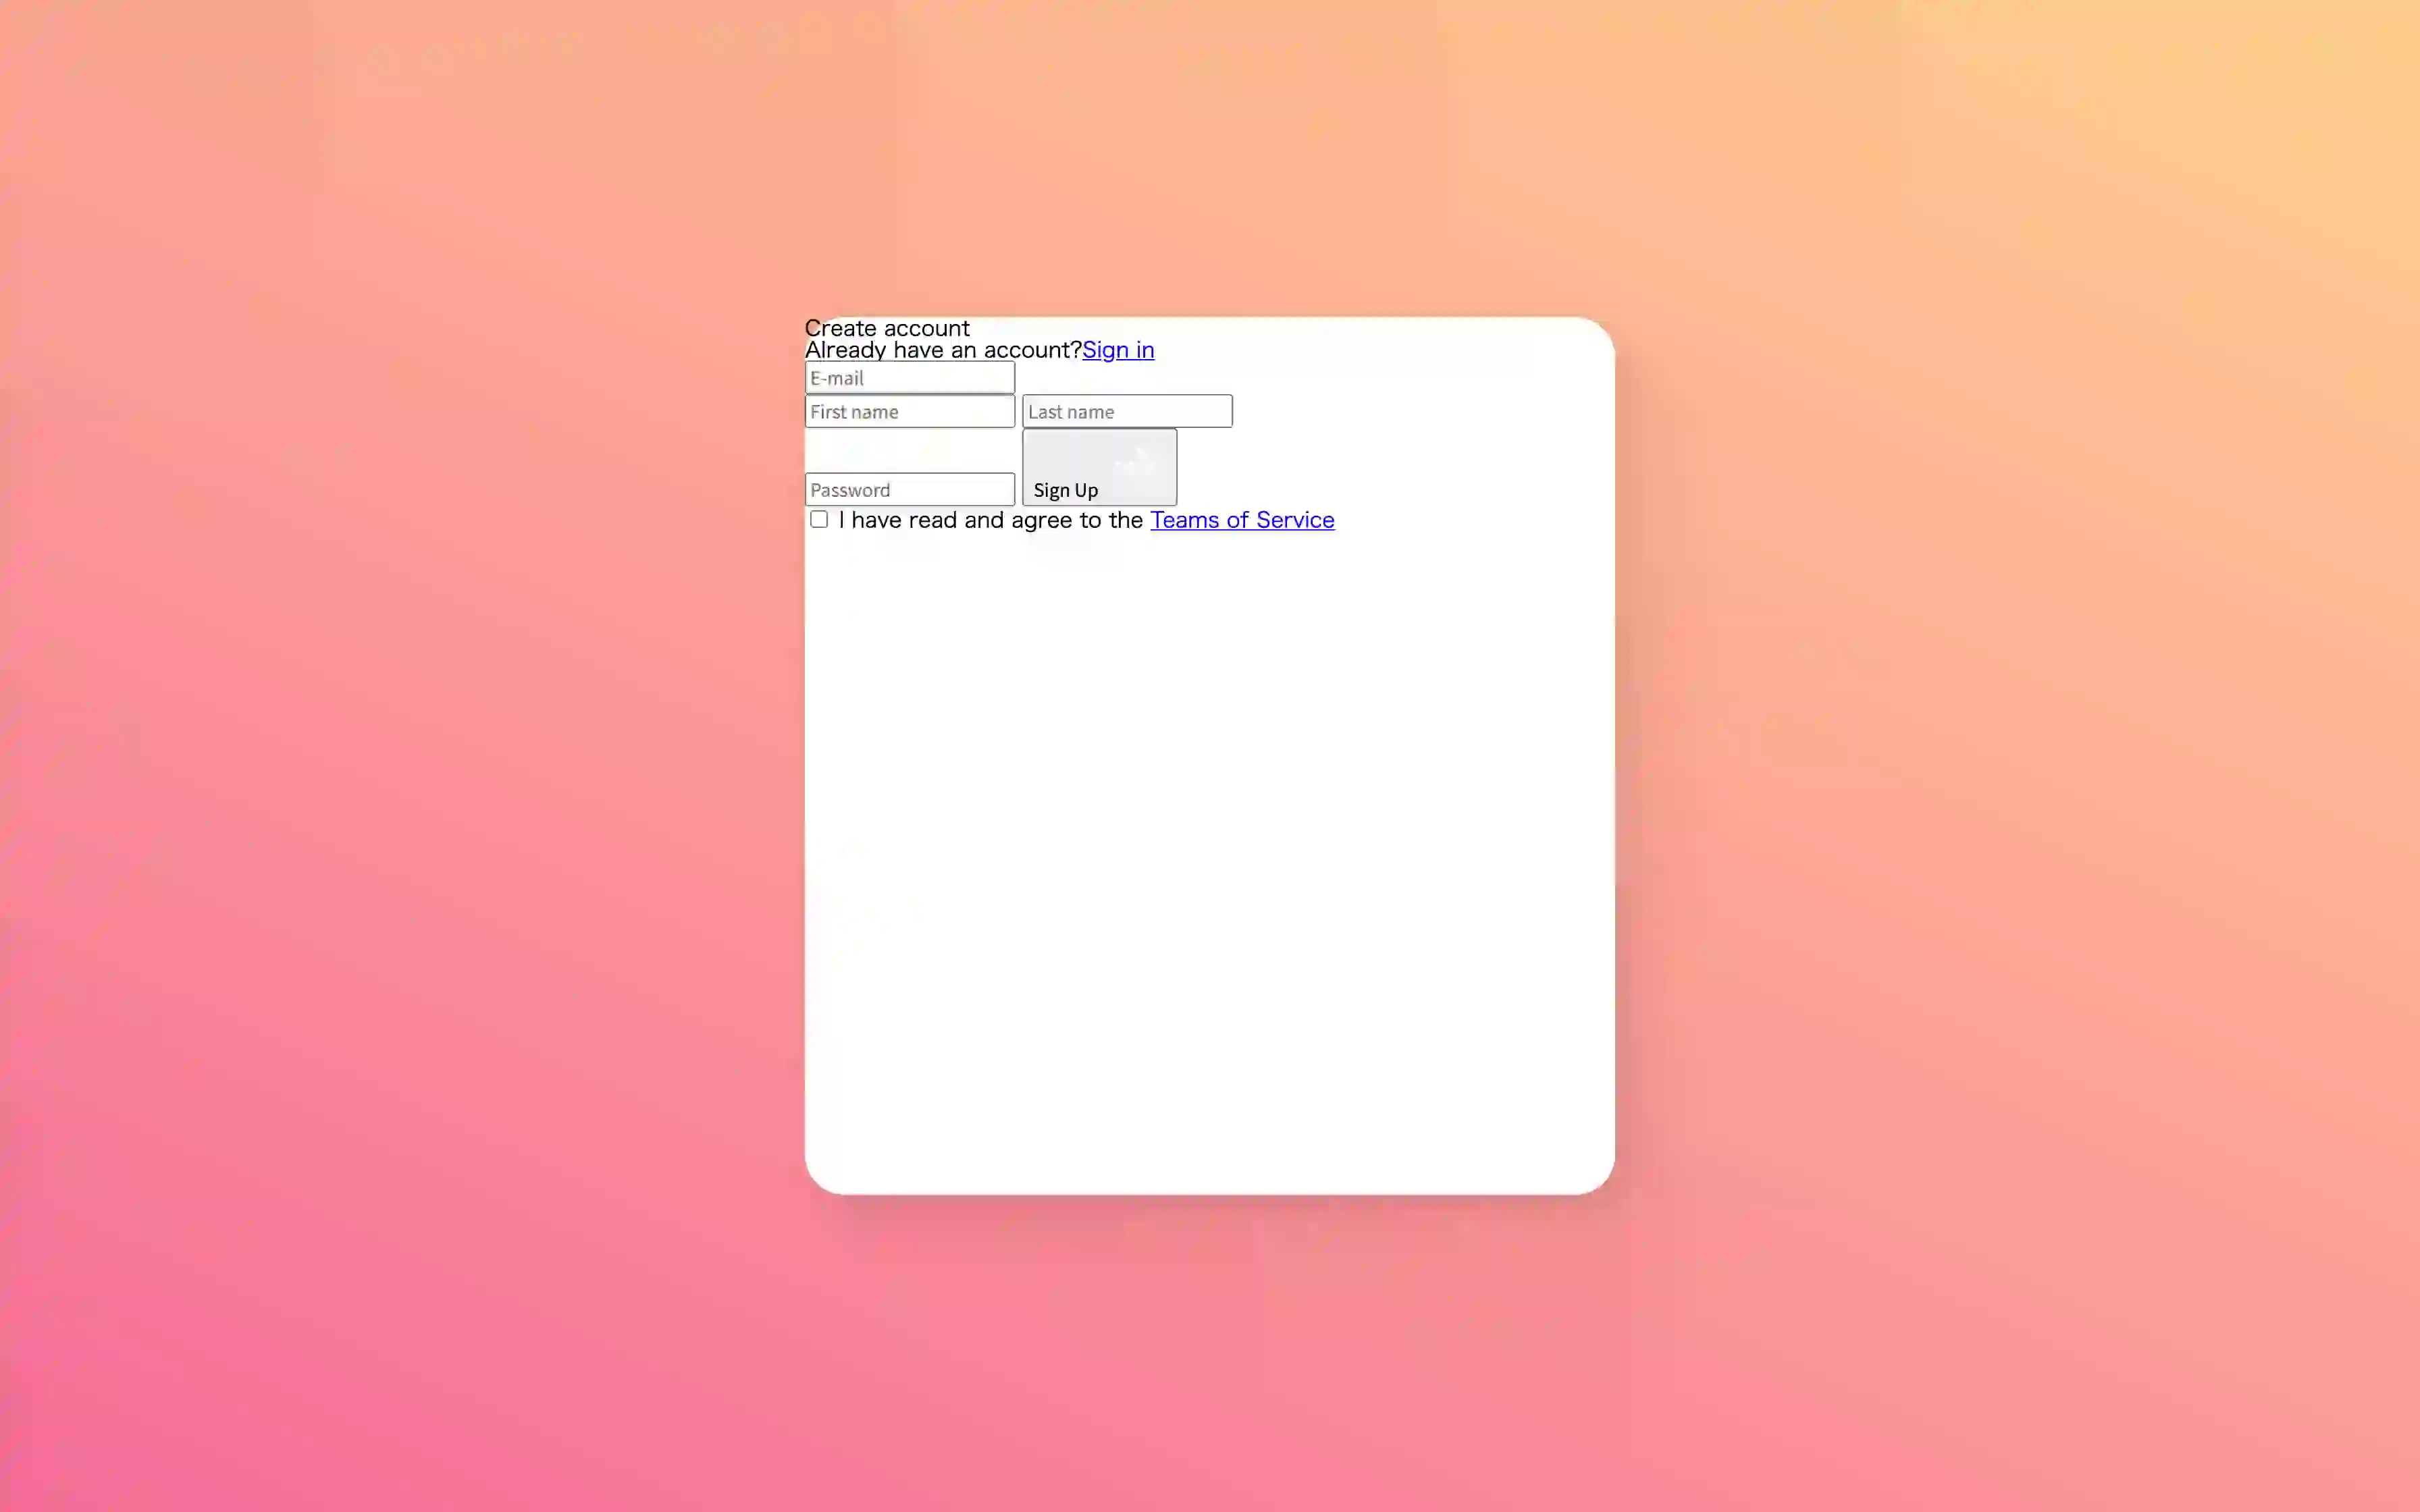 Create account
Already have an account?Sign in
E-mail
First name Last name
Password Sign Up
I have read and agree to the Teams of Service